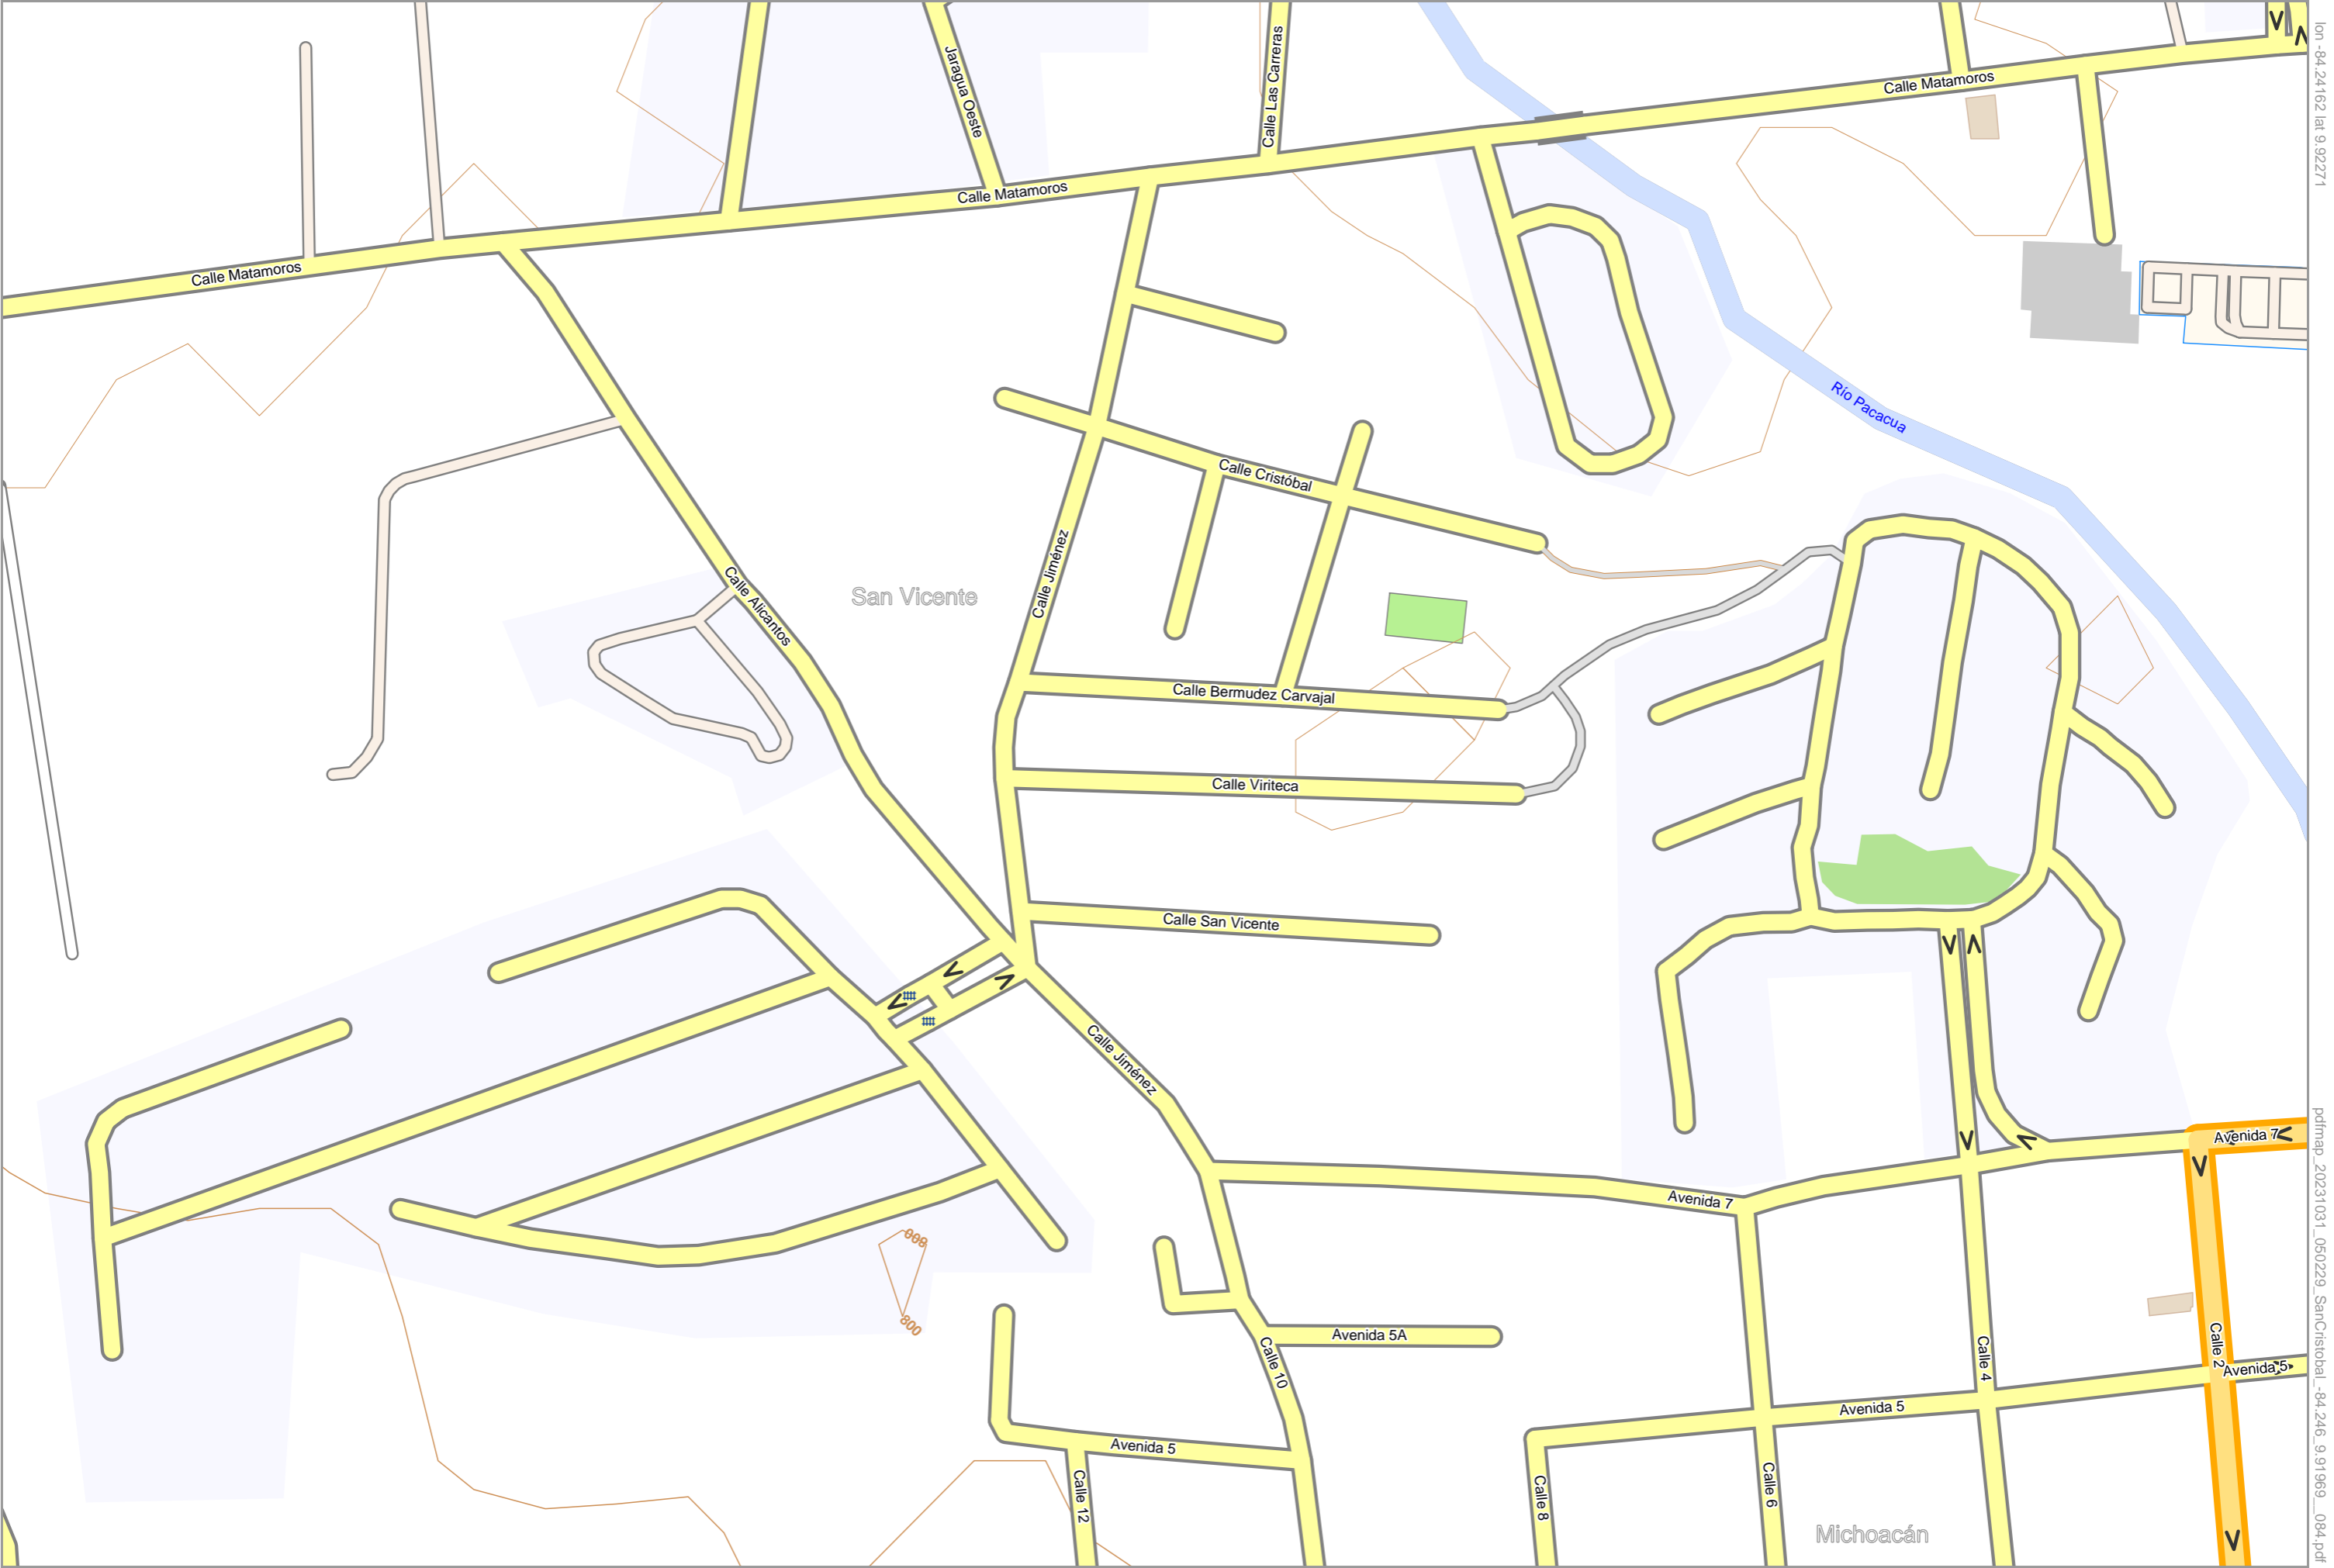 Jaragua Oeste
Calle Las Carreras
Calle Matamoros
Calle Matamoros
Calle Matamoros
Río Pacacua
Calle Cristóbal
Calle Jiménez
Calle Alicantos
San Vicente
Calle Bermudez Carvajal
Calle Viriteca
Calle San Vicente
Calle Jiménez
Avenida 7
Avenida 7
800
800
Avenida 5A
Calle 10
Calle 4
Calle 2
Avenida 5
Avenida 5
Avenida 5
Calle 12
Calle 8
Calle 6
Michoacán
lon -84.24162 lat 9.92271
pdfmap_20231031_050229_SanCristobal_-84.246_9.91969__084.pdf